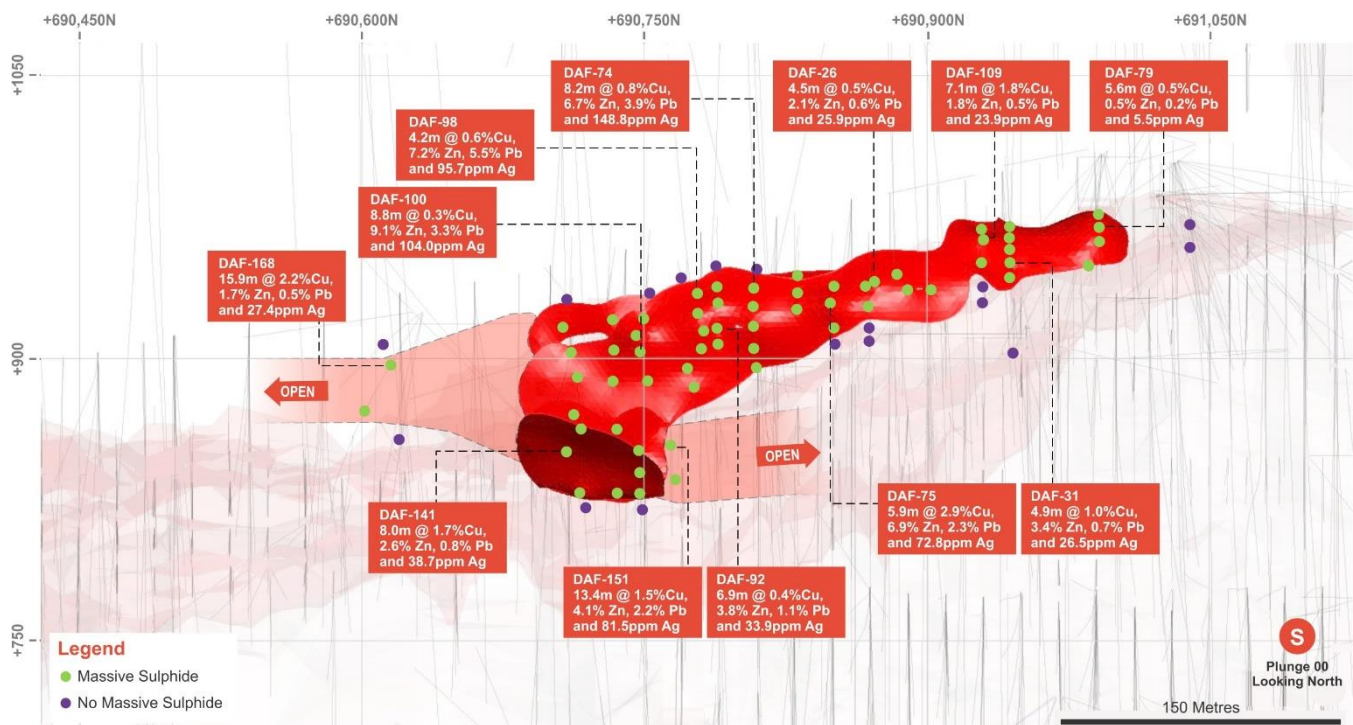 +690,450N
+690,600N
+690,750N
+690,900N
+691,050N
+1050
+900
+750
DAF-74
8.2m @ 0.8%Cu,
6.7% Zn, 3.9% Pb
and 148.8ppm Ag
DAF-26
4.5m @ 0.5%Cu,
2.1% Zn, 0.6% Pb
and 25.9ppm Ag
DAF-109
7.1m @ 1.8%Cu,
1.8% Zn, 0.5% Pb
and 23.9ppm Ag
DAF-79
5.6m @ 0.5%Cu,
0.5% Zn, 0.2% Pb
and 5.5ppm Ag
DAF-98
4.2m @ 0.6%Cu,
7.2% Zn, 5.5% Pb
and 95.7ppm Ag
DAF-100
8.8m @ 0.3%Cu,
9.1% Zn, 3.3% Pb
and 104.0ppm Ag
DAF-168
15.9m @ 2.2%Cu,
1.7% Zn, 0.5% Pb
and 27.4ppm Ag
OPEN
OPEN
DAF-141
8.0m @ 1.7%Cu,
2.6% Zn, 0.8% Pb
and 38.7ppm Ag
DAF-151
13.4m @ 1.5%Cu,
4.1% Zn, 2.2% Pb
and 81.5ppm Ag
DAF-92
6.9m @ 0.4%Cu,
3.8% Zn, 1.1% Pb
and 33.9ppm Ag
DAF-75
5.9m @ 2.9%Cu,
6.9% Zn, 2.3% Pb
and 72.8ppm Ag
DAF-31
4.9m @ 1.0%Cu,
3.4% Zn, 0.7% Pb
and 26.5ppm Ag
Legend
Massive Sulphide
No Massive Sulphide
S
Plunge 00
Looking North
150 Metres